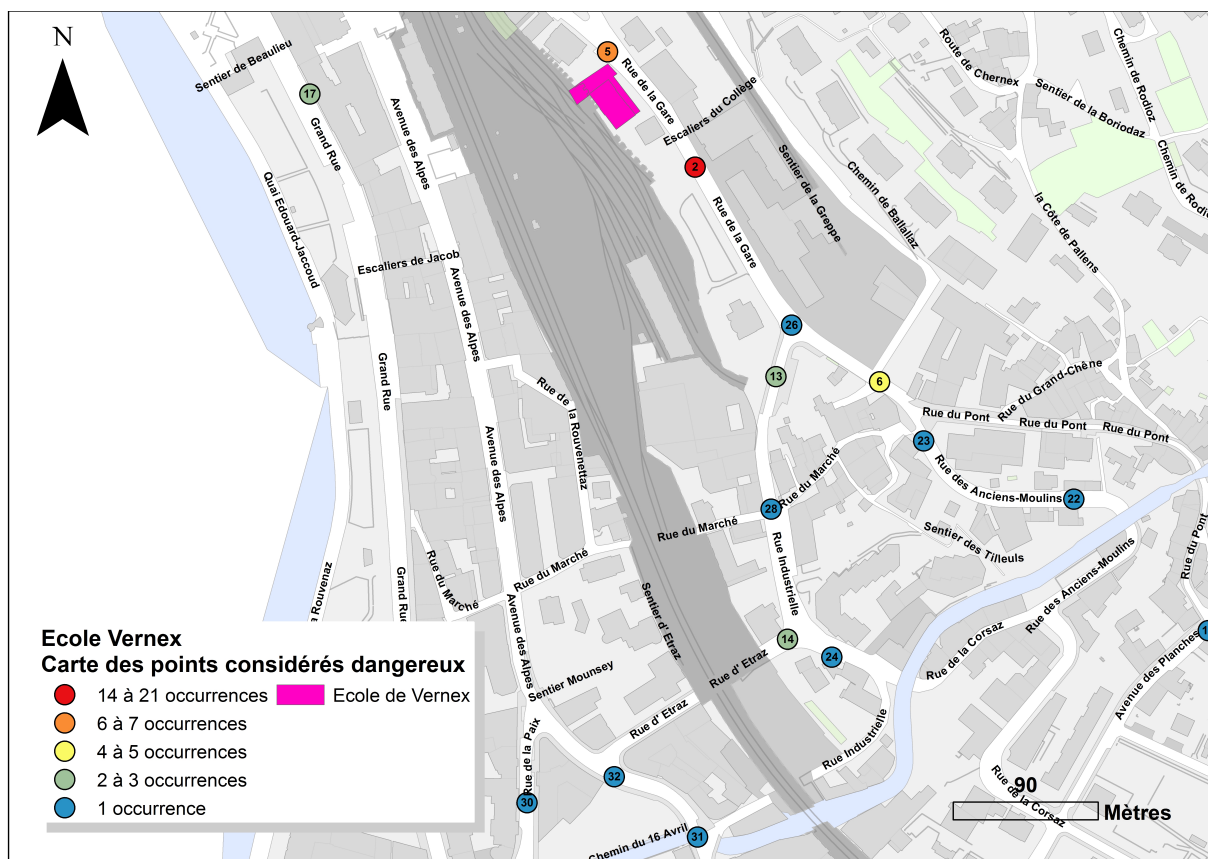 N
5
Rue de la Gare
Sentier de Beaulieu
17
Grand Rue
Avenue des Alpes
Escaliers du Collège
2
Rue de la Gare
Sentier de la Greppe
Chemin de Ballallaz
Route de Chernex
Sentier de la Boriodaz
Chemin de Rodioz
la Côte de Pallens
Quai Edouard-Jaccoud
Escaliers de Jacob
Avenue des Alpes
26
13
6
Grand Rue
Rue de la Rouvenettaz
Rue du Grand-Chêne
Rue du Pont
Rue du Pont
Rue du Pont
23
Rue des Anciens-Moulins
22
Avenue des Alpes
Rue du Marché
28
Rue du Marché
Sentier des Tilleuls
Rue du Pont
Rue Industrielle
Rue du Marché
Rue du Marché
Grand Rue
Avenue des Alpes
Sentier d' Etraz
Rue des Anciens-Moulins
14
24
Rue d' Etraz
Rue de la Corsaz
Avenue des Planches
Sentier Mounsey
Rue d' Etraz
Rue Industrielle
Rue de la Paix
32
30
31
Chemin du 16 Avril
Rue de la Corsaz
Ecole Vernex
Carte des points considérés dangereux
14 à 21 occurrences
Ecole de Vernex
6 à 7 occurrences
4 à 5 occurrences
2 à 3 occurrences
1 occurrence
90
Mètres